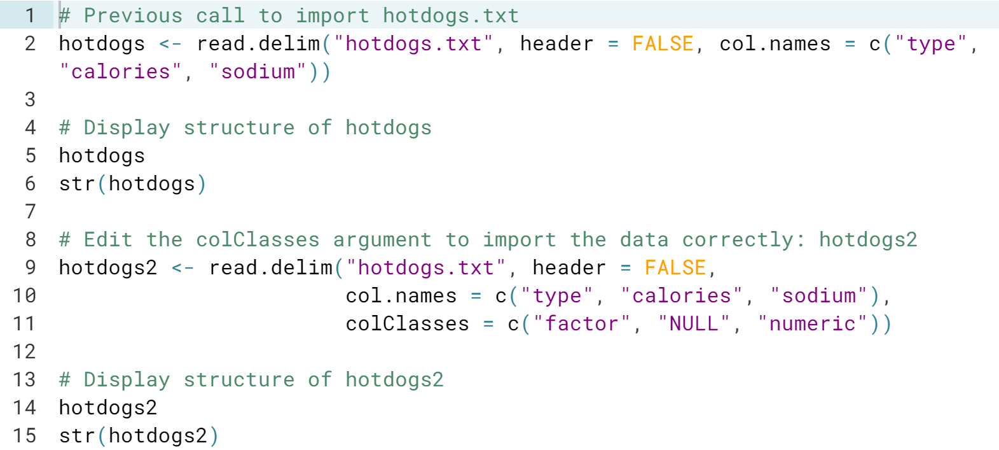 1 # Previous call to import hotdogs.txt
2 hotdogs <- read.delim("hotdogs.txt", header = FALSE, col.names = c("type",
"calories", "sodium"))
3
4 # Display structure of hotdogs
5 hotdogs
6 str(hotdogs)
7
8 # Edit the colClasses argument to import the data correctly: hotdogs2
9 hotdogs2 <- read.delim("hotdogs.txt", header = FALSE,
10 col.names = c("type", "calories", "sodium"),
11 colClasses = c("factor", "NULL", "numeric"))
12
13 # Display structure of hotdogs2
14 hotdogs2
15 str(hotdogs2)